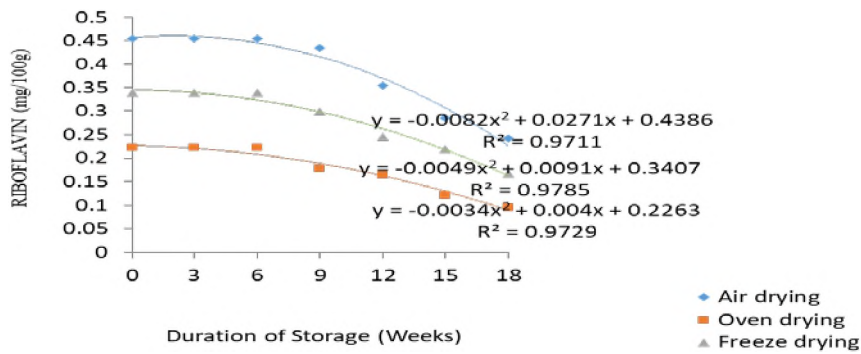 RIBOFLAVIN (mg/100g)
0.5
0.45
0.4
0.35
0.3
0.25
0.2
0.15
0.1
0.05
0
y = -0.0082x² + 0.0271x + 0.4386
R² = 0.9711
y = -0.0049x² + 0.0091x + 0.3407
R² = 0.9785
y = -0.0034x² + 0.004x + 0.2263
R² = 0.9729
0 3 6 9 12 15 18
Duration of Storage (Weeks)
Air drying
Oven drying
Freeze drying